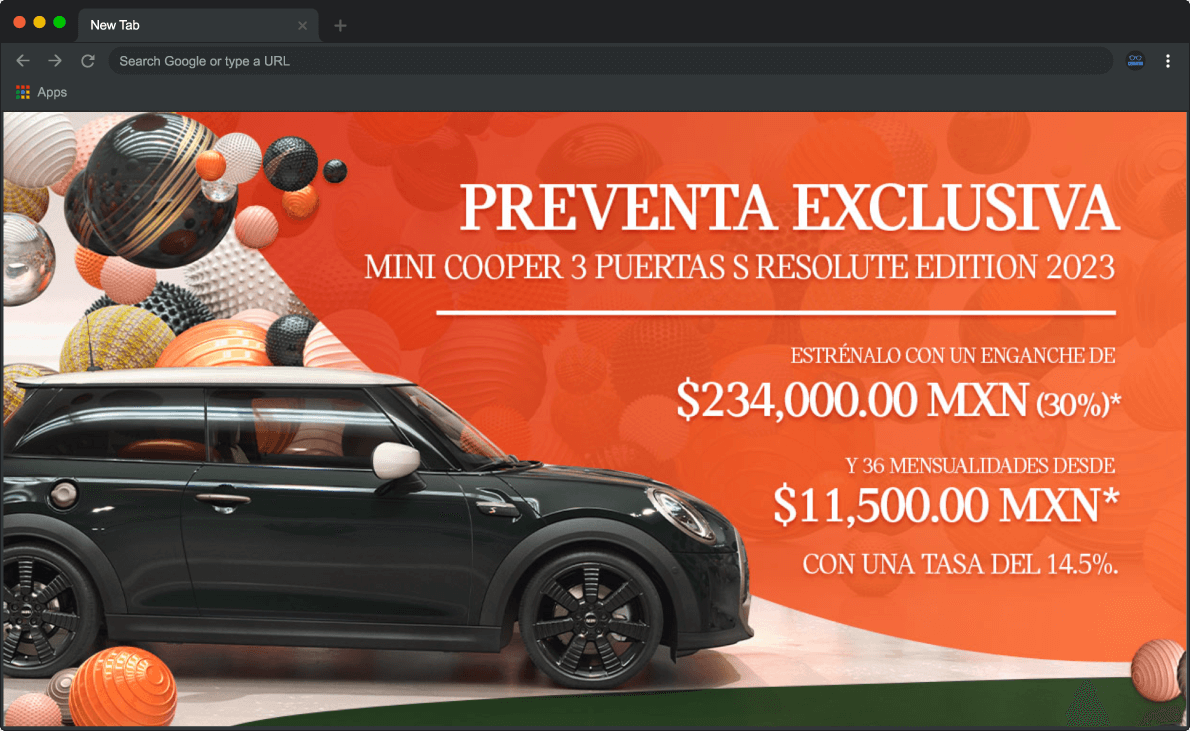 New Tab
Search Google or type a URL
Apps
PREVENTA EXCLUSIVA
MINI COOPER 3 PUERTAS S RESOLUTE EDITION 2023
ESTRÉNALO CON UN ENGANCHE DE
$234,000.00 MXN (30%)*
Y 36 MENSUALIDADES DESDE
$11,500.00 MXN*
CON UNA TASA DEL 14.5%.
S